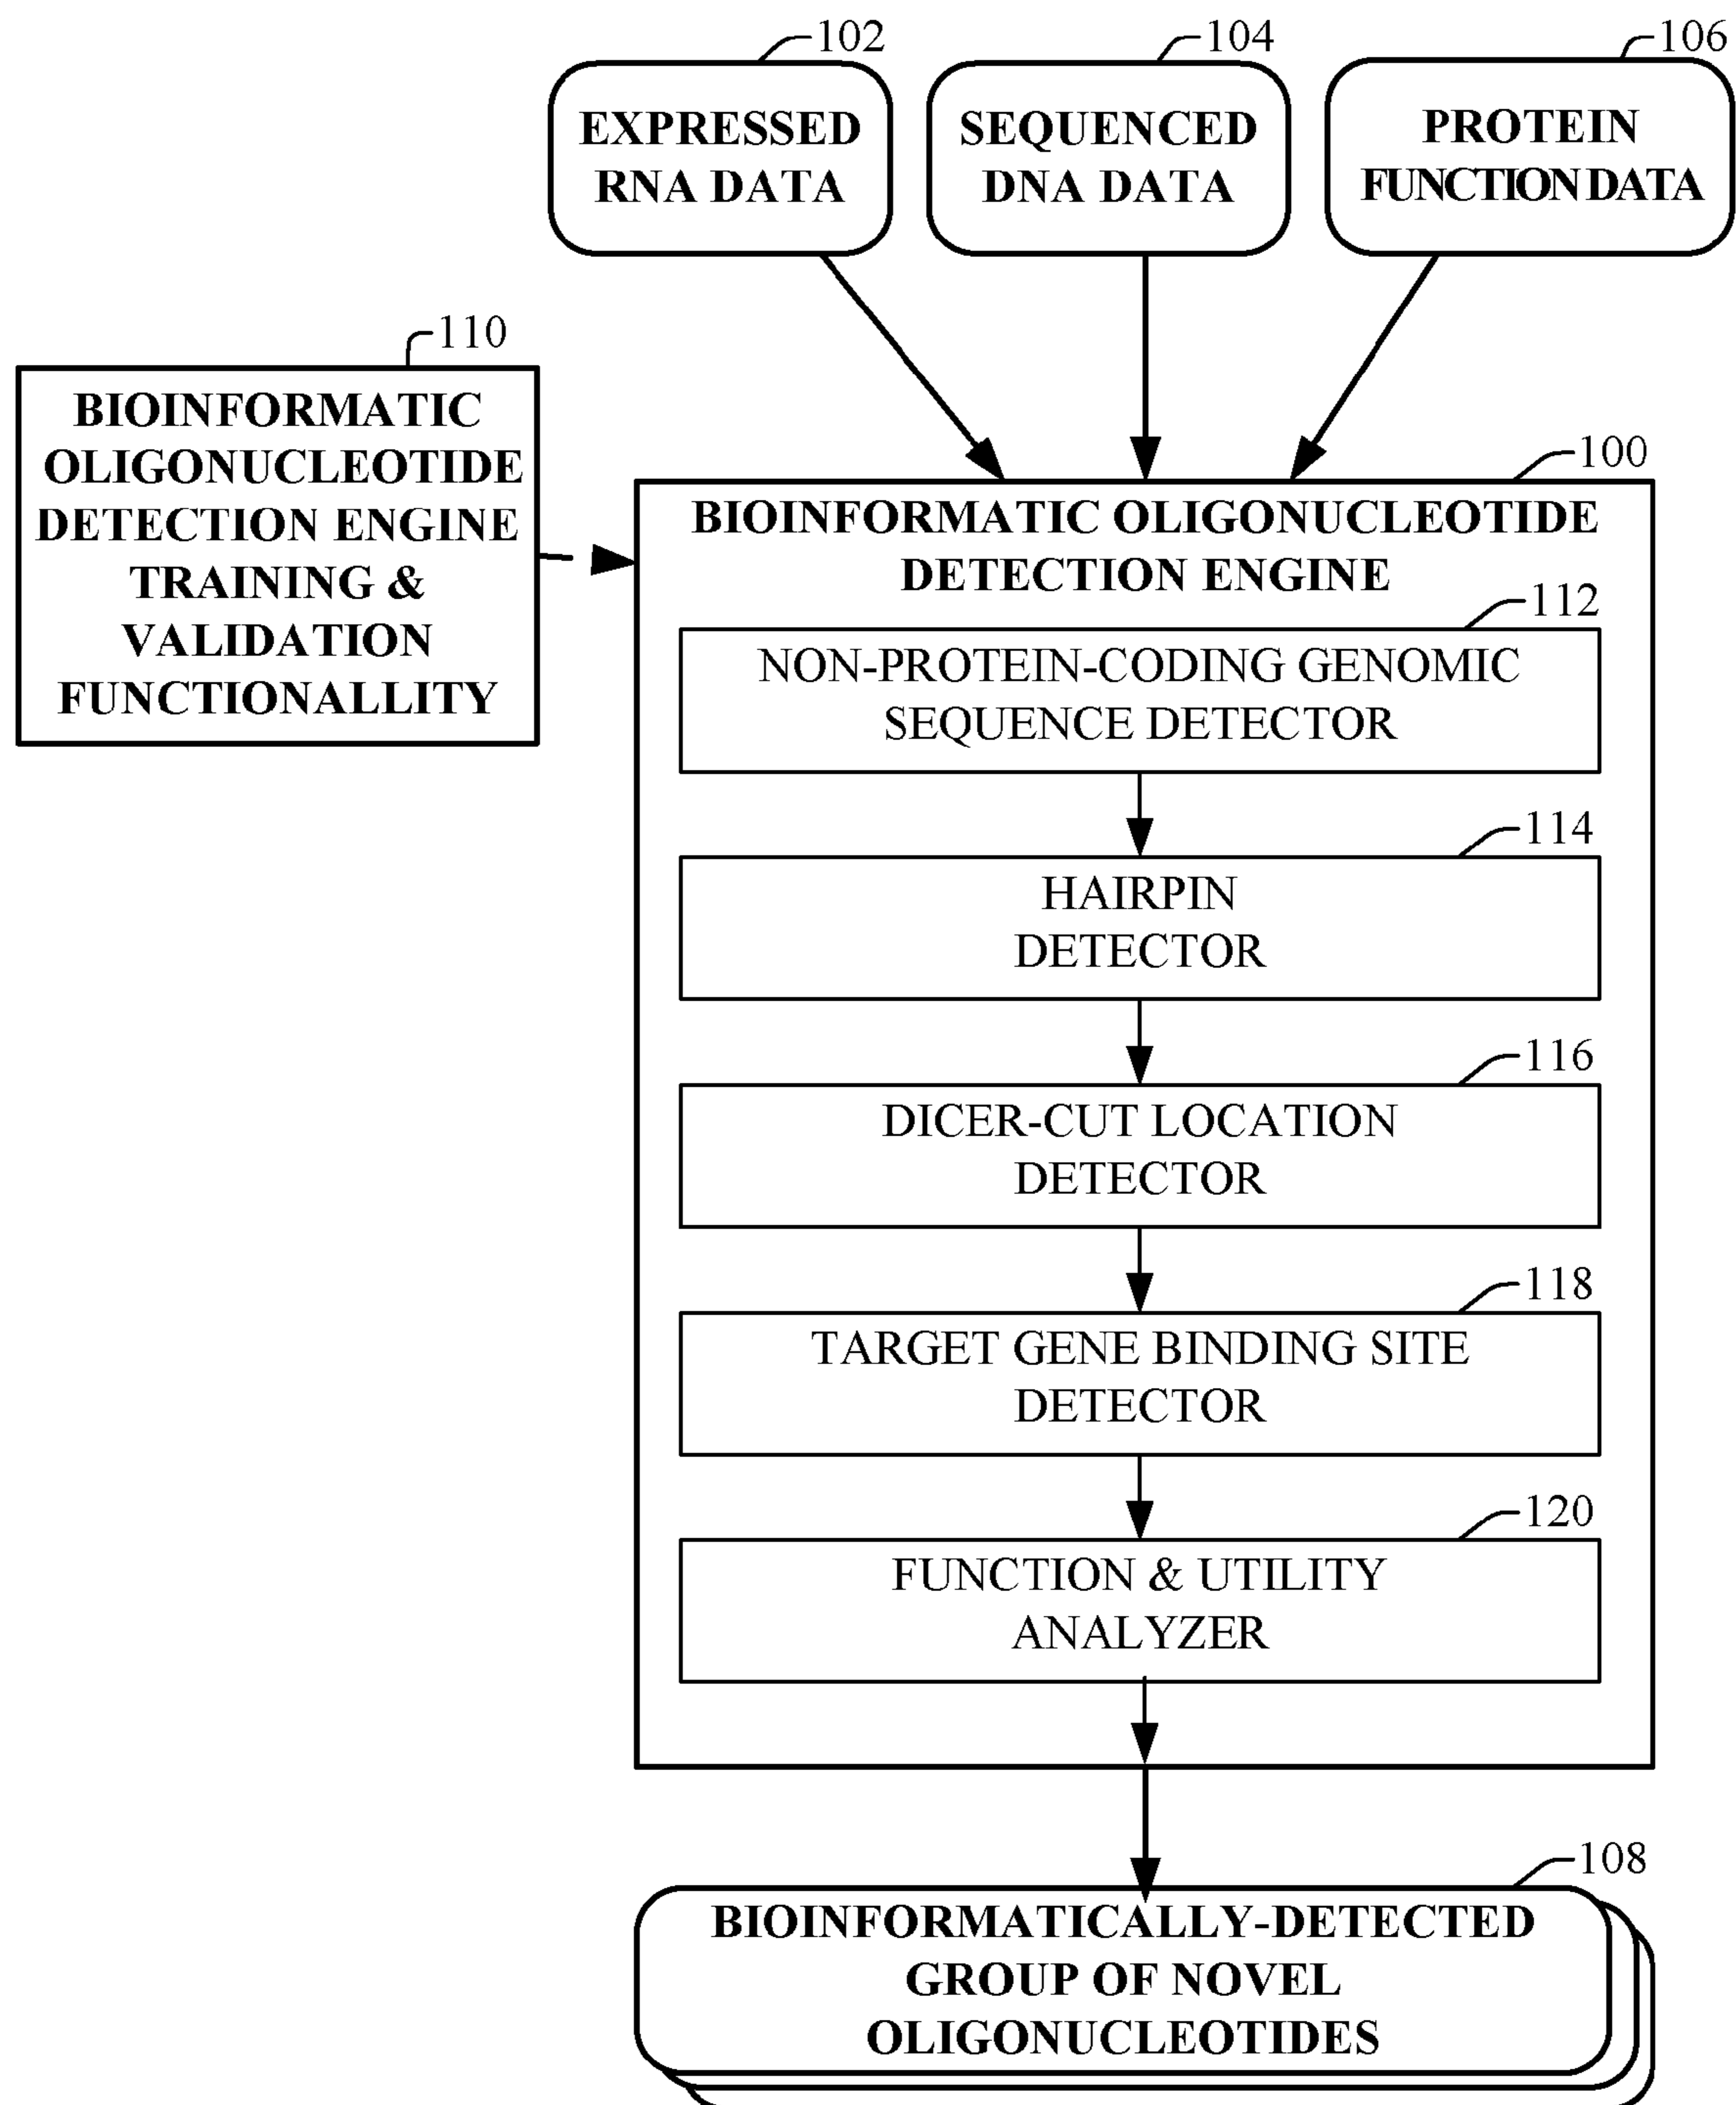 102
EXPRESSED
RNA DATA
104
SEQUENCED
DNA DATA
106
PROTEIN
FUNCTION DATA
110
BIOINFORMATIC
OLIGONUCLEOTIDE
DETECTION ENGINE
TRAINING &
VALIDATION
FUNCTIONALLITY
100
BIOINFORMATIC OLIGONUCLEOTIDE
DETECTION ENGINE
112
NON-PROTEIN-CODING GENOMIC
SEQUENCE DETECTOR
114
HAIRPIN
DETECTOR
116
DICER-CUT LOCATION
DETECTOR
118
TARGET GENE BINDING SITE
DETECTOR
120
FUNCTION & UTILITY
ANALYZER
108
BIOINFORMATICALLY-DETECTED
GROUP OF NOVEL
OLIGONUCLEOTIDES